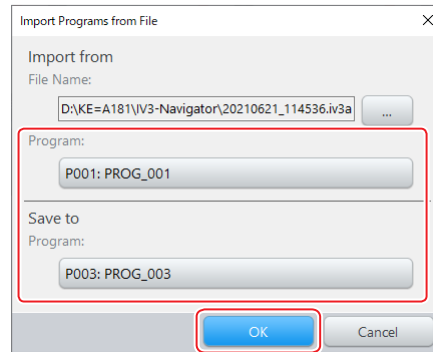 Import Programs from File
Import from
File Name:
D:\KE=A181\IV3-Navigator\20210621_114536.iv3a
...
Program:
P001: PROG_001
Save to
Program:
P003: PROG_003
OK
Cancel